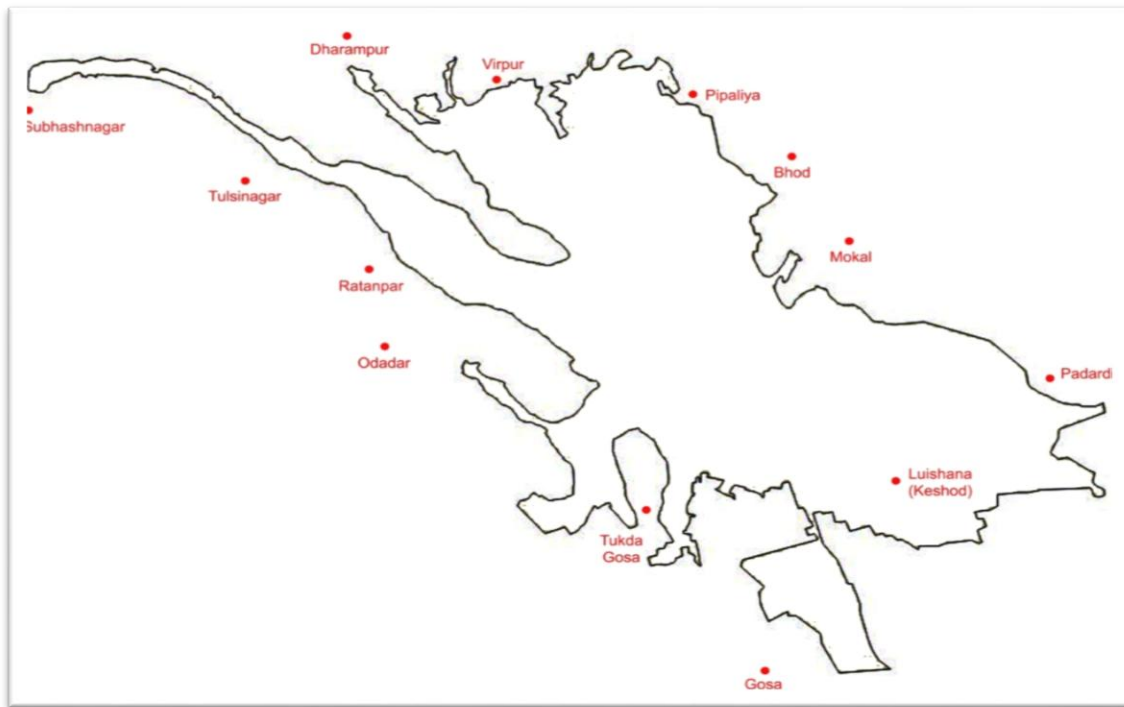 Dharampur
Virpur
Pipaliya
Subhashnagar
Bhod
Tulsinagar
Mokal
Ratanpar
Odadar
Padardi
Luishana
(Keshod)
Tukda
Gosa
Gosa